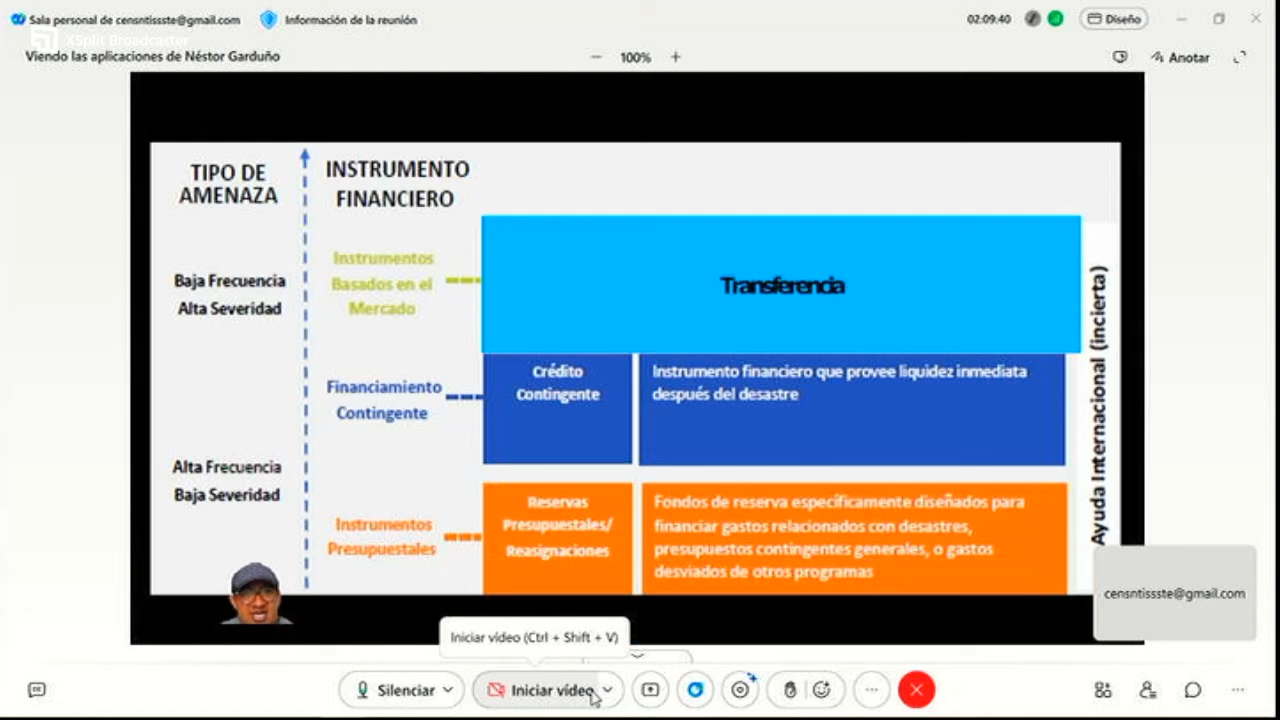 Sala personal de censntissste@gmail.com
Información de la reunión
02:09:40
Diseño
XSplit Broadcaster
Viendo las aplicaciones de Néstor Garduño
100%
Anotar
TIPO DE
AMENAZA
INSTRUMENTO
FINANCIERO
Baja Frecuencia
Alta Severidad
Instrumentos
Basados en el
Mercado
Transferencia
Financiamiento
Contingente
Crédito
Contingente
Instrumento financiero que provee liquidez inmediata
después del desastre
Alta Frecuencia
Baja Severidad
Instrumentos
Presupuestales
Reservas
Presupuestales/
Reasignaciones
Fondos de reserva específicamente diseñados para
financiar gastos relacionados con desastres,
presupuestos contingentes generales, o gastos
desviados de otros programas
Ayuda Internacional (incierta)
censntissste@gmail.com
Iniciar vídeo (Ctrl + Shift + V)
Silenciar
Iniciar vídeo